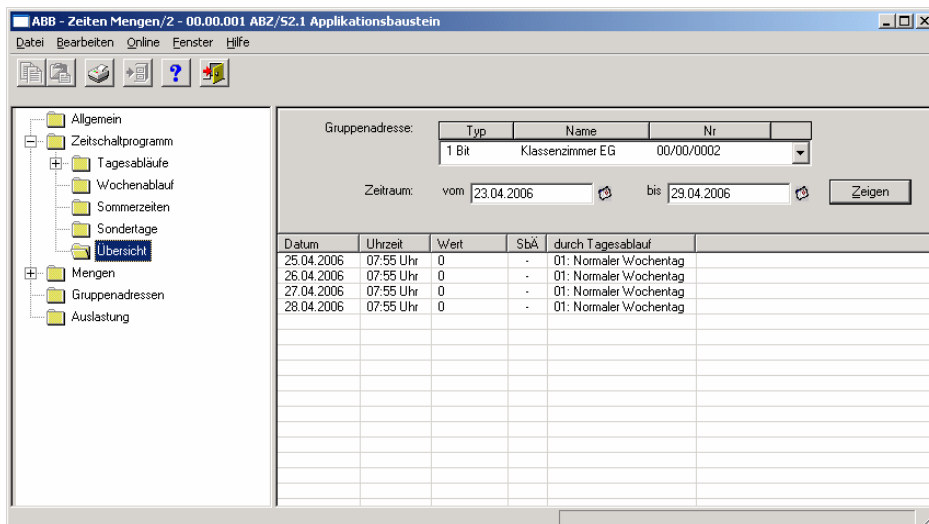 ABB - Zeiten Mengen/2 - 00.00.001 ABZ/S2.1 Applikationsbaustein
Datei Bearbeiten Online Fenster Hilfe
Allgemein
Zeitschaltprogramm
Tagesabläufe
Wochenablauf
Sommerzeiten
Sondertage
Übersicht
Mengen
Gruppenadressen
Auslastung
Gruppenadresse: Typ Name Nr
1 Bit Klassenzimmer EG 00/00/0002
Zeitraum: vom 23.04.2006 bis 29.04.2006 Zeigen
Datum Uhrzeit Wert SbÄ durch Tagesablauf
25.04.2006 07:55 Uhr 0 - 01: Normaler Wochentag
26.04.2006 07:55 Uhr 0 - 01: Normaler Wochentag
27.04.2006 07:55 Uhr 0 - 01: Normaler Wochentag
28.04.2006 07:55 Uhr 0 - 01: Normaler Wochentag